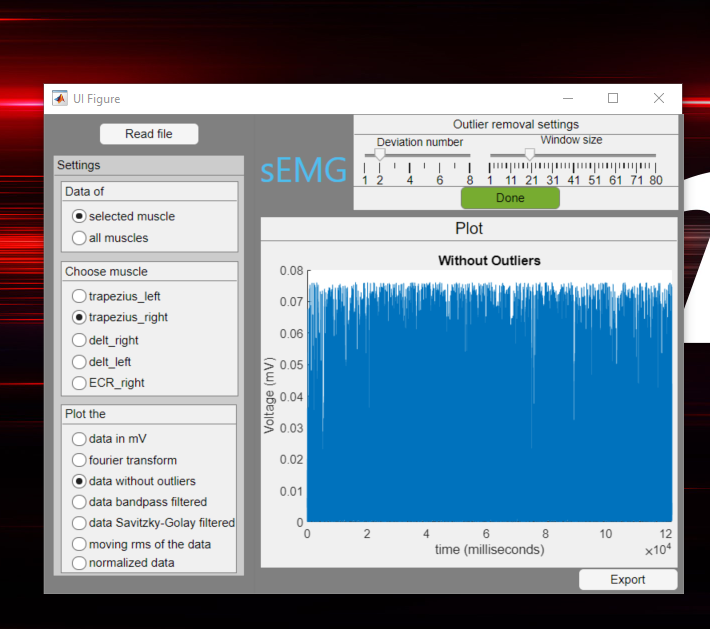 UI Figure
Read file
sEMG
Outlier removal settings
Deviation number
Window size
1 2 4 6 8
1 11 21 31 41 51 61 71 80
Done
Settings
Data of
selected muscle
all muscles
Choose muscle
trapezius_left
trapezius_right
delt_right
delt_left
ECR_right
Plot the
data in mV
fourier transform
data without outliers
data bandpass filtered
data Savitzky-Golay filtered
moving rms of the data
normalized data
Plot
Without Outliers
Voltage (mV)
0.08
0.07
0.06
0.05
0.04
0.03
0.02
0.01
0
0 2 4 6 8 10 12
time (milliseconds)
×10⁴
Export